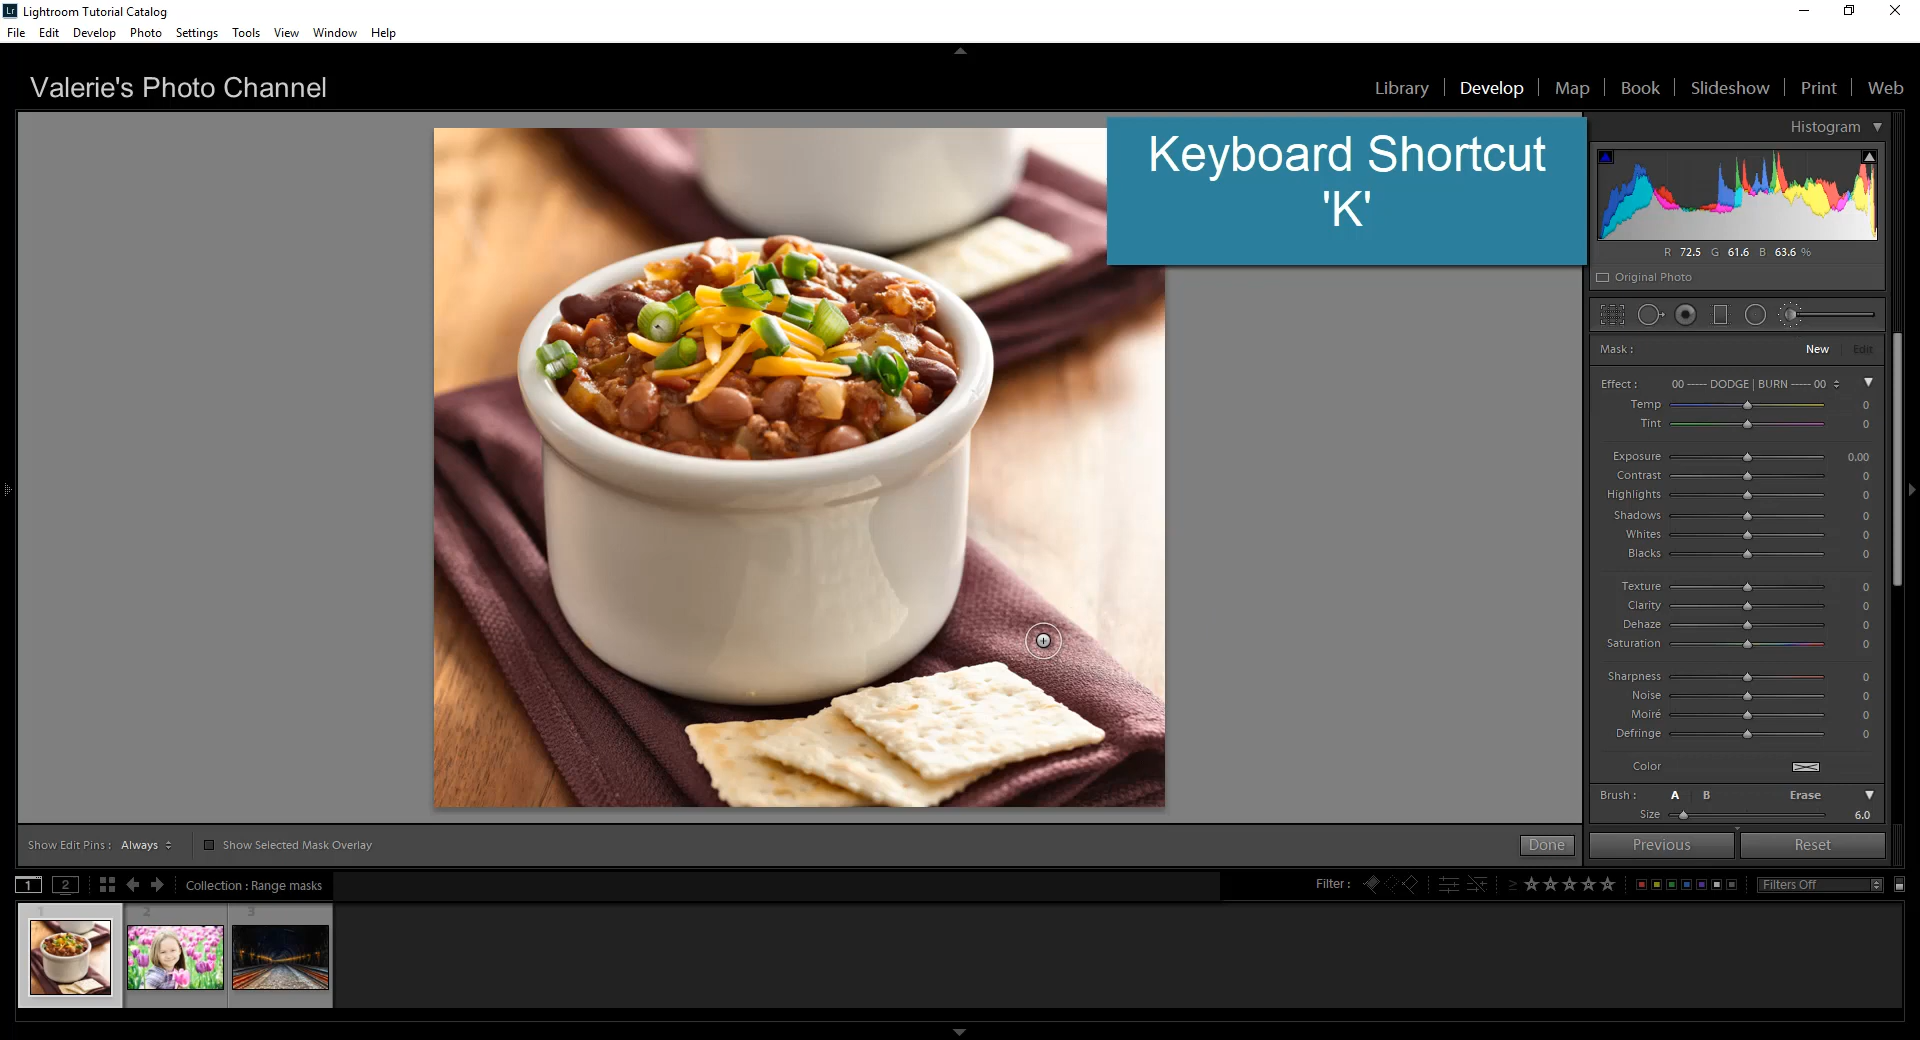 Lr Lightroom Tutorial Catalog
File Edit Develop Photo Settings Tools View Window Help
Valerie's Photo Channel
Library | Develop | Map | Book | Slideshow | Print | Web
Keyboard Shortcut
'K'
Histogram
R 72.5 G 61.6 B 63.6 %
Original Photo
Mask : New Edit
Effect : 00 ----- DODGE | BURN ----- 00
Temp 0
Tint 0
Exposure 0.00
Contrast 0
Highlights 0
Shadows 0
Whites 0
Blacks 0
Texture 0
Clarity 0
Dehaze 0
Saturation 0
Sharpness 0
Noise 0
Moiré 0
Defringe 0
Color
Brush : A B Erase
Size 6.0
Show Edit Pins : Always Show Selected Mask Overlay Done Previous Reset
1 2 Collection : Range masks Filter : ≥ Filters Off
1 2 3